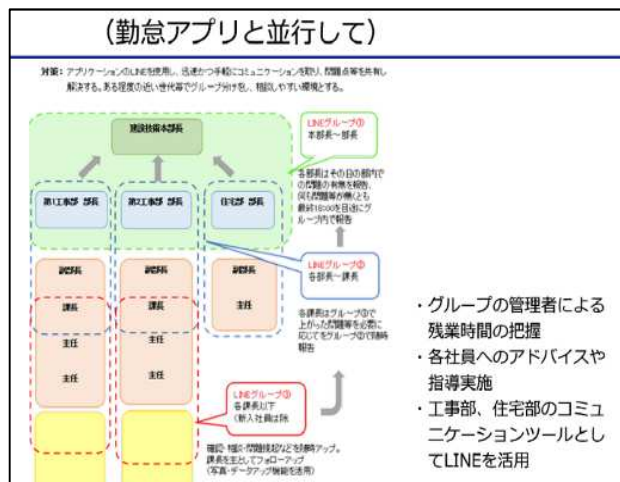 （勤怠アプリと並行して）
対策：アプリケーションのLINEを使用し、迅速かつ手軽にコミュニケーションを取り、問題点等を共有し
解決する。ある程度の近い世代等でグループ分けをし、相談しやすい環境とする。
建設技術本部長
LINEグループ①
本部長～部長
第1工事部 部長
第2工事部 部長
住宅部 部長
各部長はその日の部内で
の問題の有無を報告、
何も問題等が無くとも
最終18:00を目途にグ
ループ内で報告
LINEグループ②
各部長～課長
副部長
副部長
副部長
課長
課長
主任
主任
主任
主任
主任
各課長はグループ③で
上がった問題等を必要に
応じてをグループ②で随時
報告
LINEグループ③
各課長以下
（新入社員は除
確認・相談・問題提起などを随時アップ。
課長を主としてフォローアップ
（写真・データアップ機能を活用）
・グループの管理者による
残業時間の把握
・各社員へのアドバイスや
指導実施
・工事部、住宅部のコミュ
ニケーションツールとし
てLINEを活用